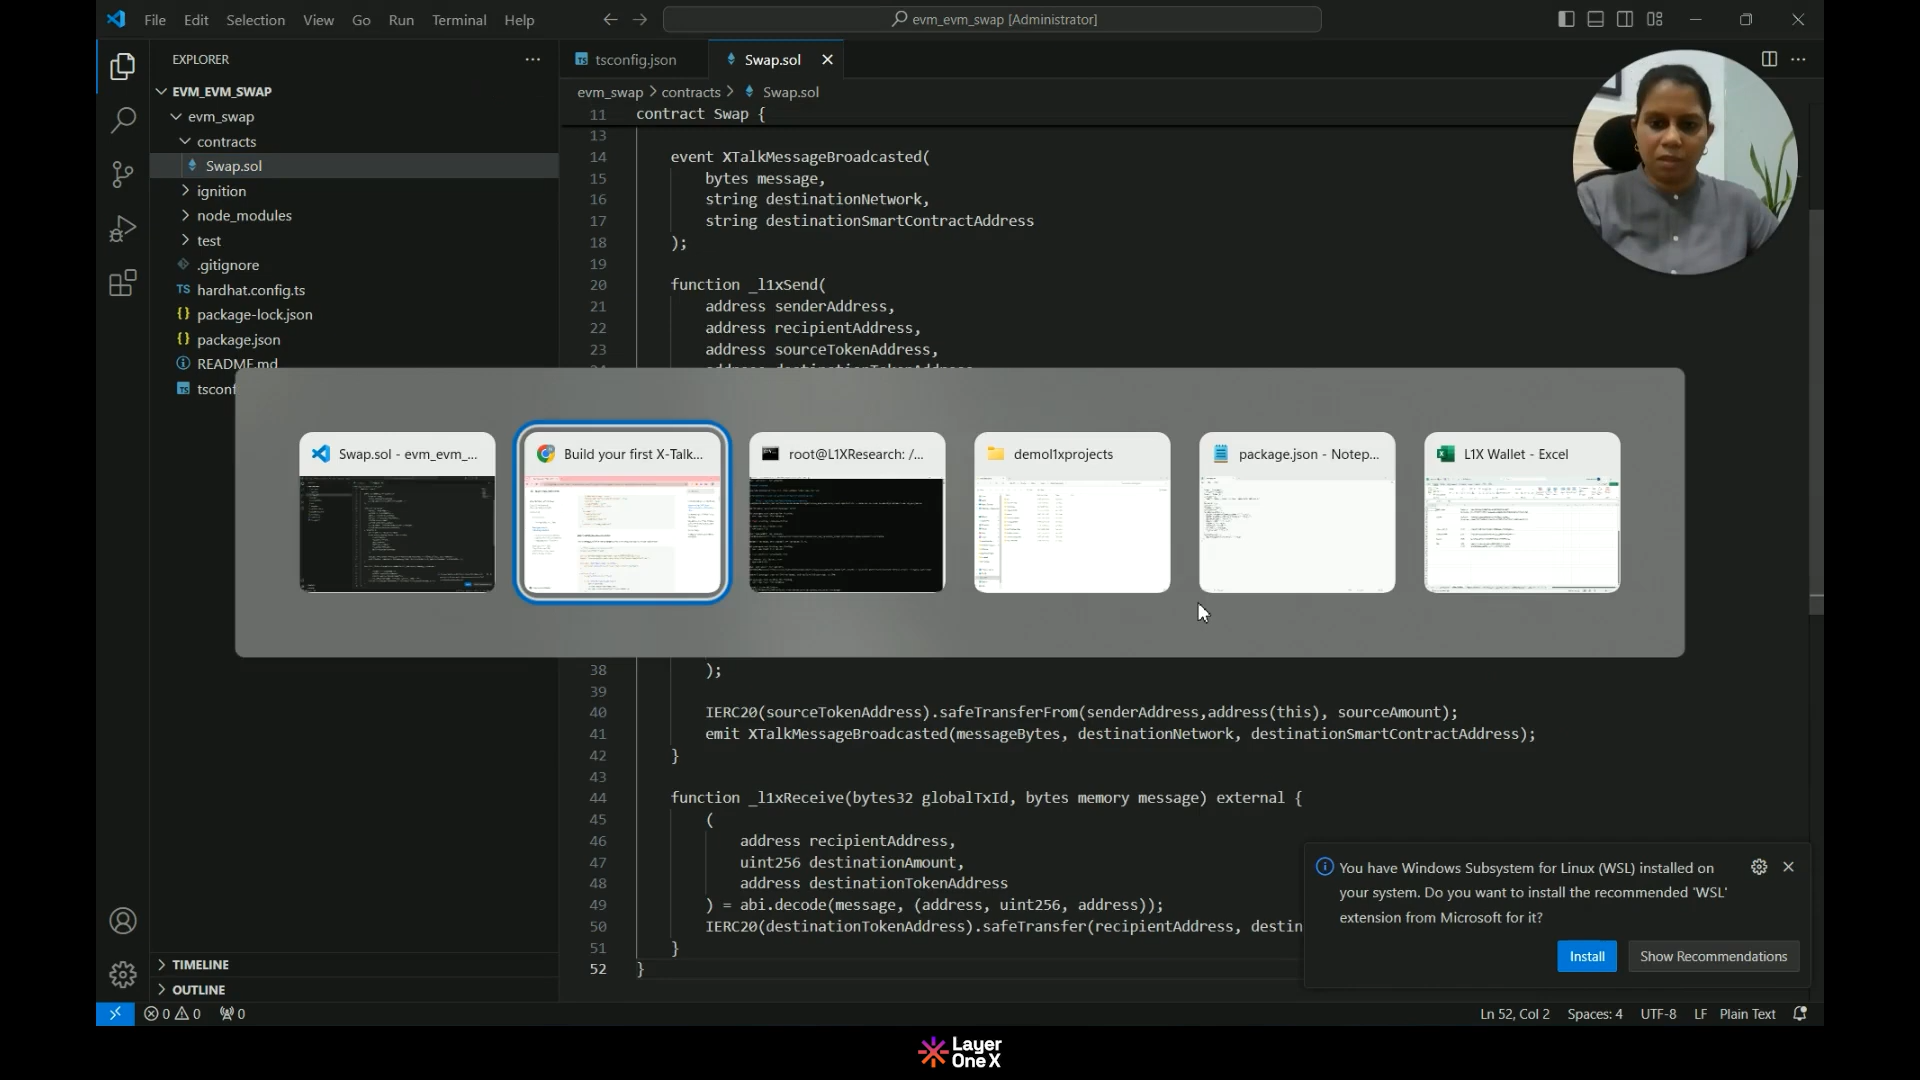 File Edit Selection View Go Run Terminal Help
evm_evm_swap [Administrator]
EXPLORER
EVM_EVM_SWAP
evm_swap
contracts
Swap.sol
ignition
node_modules
test
.gitignore
TS hardhat.config.ts
{ } package-lock.json
{ } package.json
README.md
TS tsconf
TIMELINE
OUTLINE
TS tsconfig.json
Swap.sol
evm_swap > contracts > Swap.sol
11 contract Swap {
13
14 event XTalkMessageBroadcasted(
15 bytes message,
16 string destinationNetwork,
17 string destinationSmartContractAddress
18 );
19
20 function _l1xSend(
21 address senderAddress,
22 address recipientAddress,
23 address sourceTokenAddress,
Swap.sol - evm_evm_...
Build your first X-Talk...
root@L1XResearch: /...
demol1xprojects
package.json - Notep...
L1X Wallet - Excel
38 );
39
40 IERC20(sourceTokenAddress).safeTransferFrom(senderAddress,address(this), sourceAmount);
41 emit XTalkMessageBroadcasted(messageBytes, destinationNetwork, destinationSmartContractAddress);
42 }
43
44 function _l1xReceive(bytes32 globalTxId, bytes memory message) external {
45 (
46 address recipientAddress,
47 uint256 destinationAmount,
48 address destinationTokenAddress
49 ) = abi.decode(message, (address, uint256, address));
50 IERC20(destinationTokenAddress).safeTransfer(recipientAddress, destin
51 }
52 }
You have Windows Subsystem for Linux (WSL) installed on
your system. Do you want to install the recommended 'WSL'
extension from Microsoft for it?
Install
Show Recommendations
0 0 0
Ln 52, Col 2 Spaces: 4 UTF-8 LF Plain Text
Layer
One X